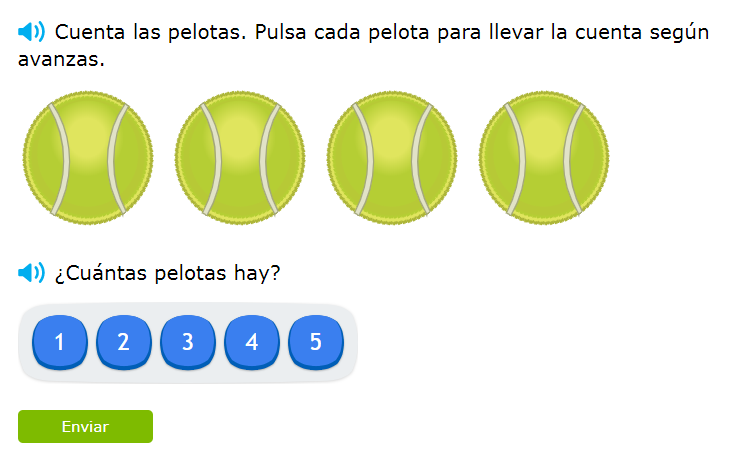 Cuenta las pelotas. Pulsa cada pelota para llevar la cuenta según
avanzas.
¿Cuántas pelotas hay?
1 2 3 4 5
Enviar